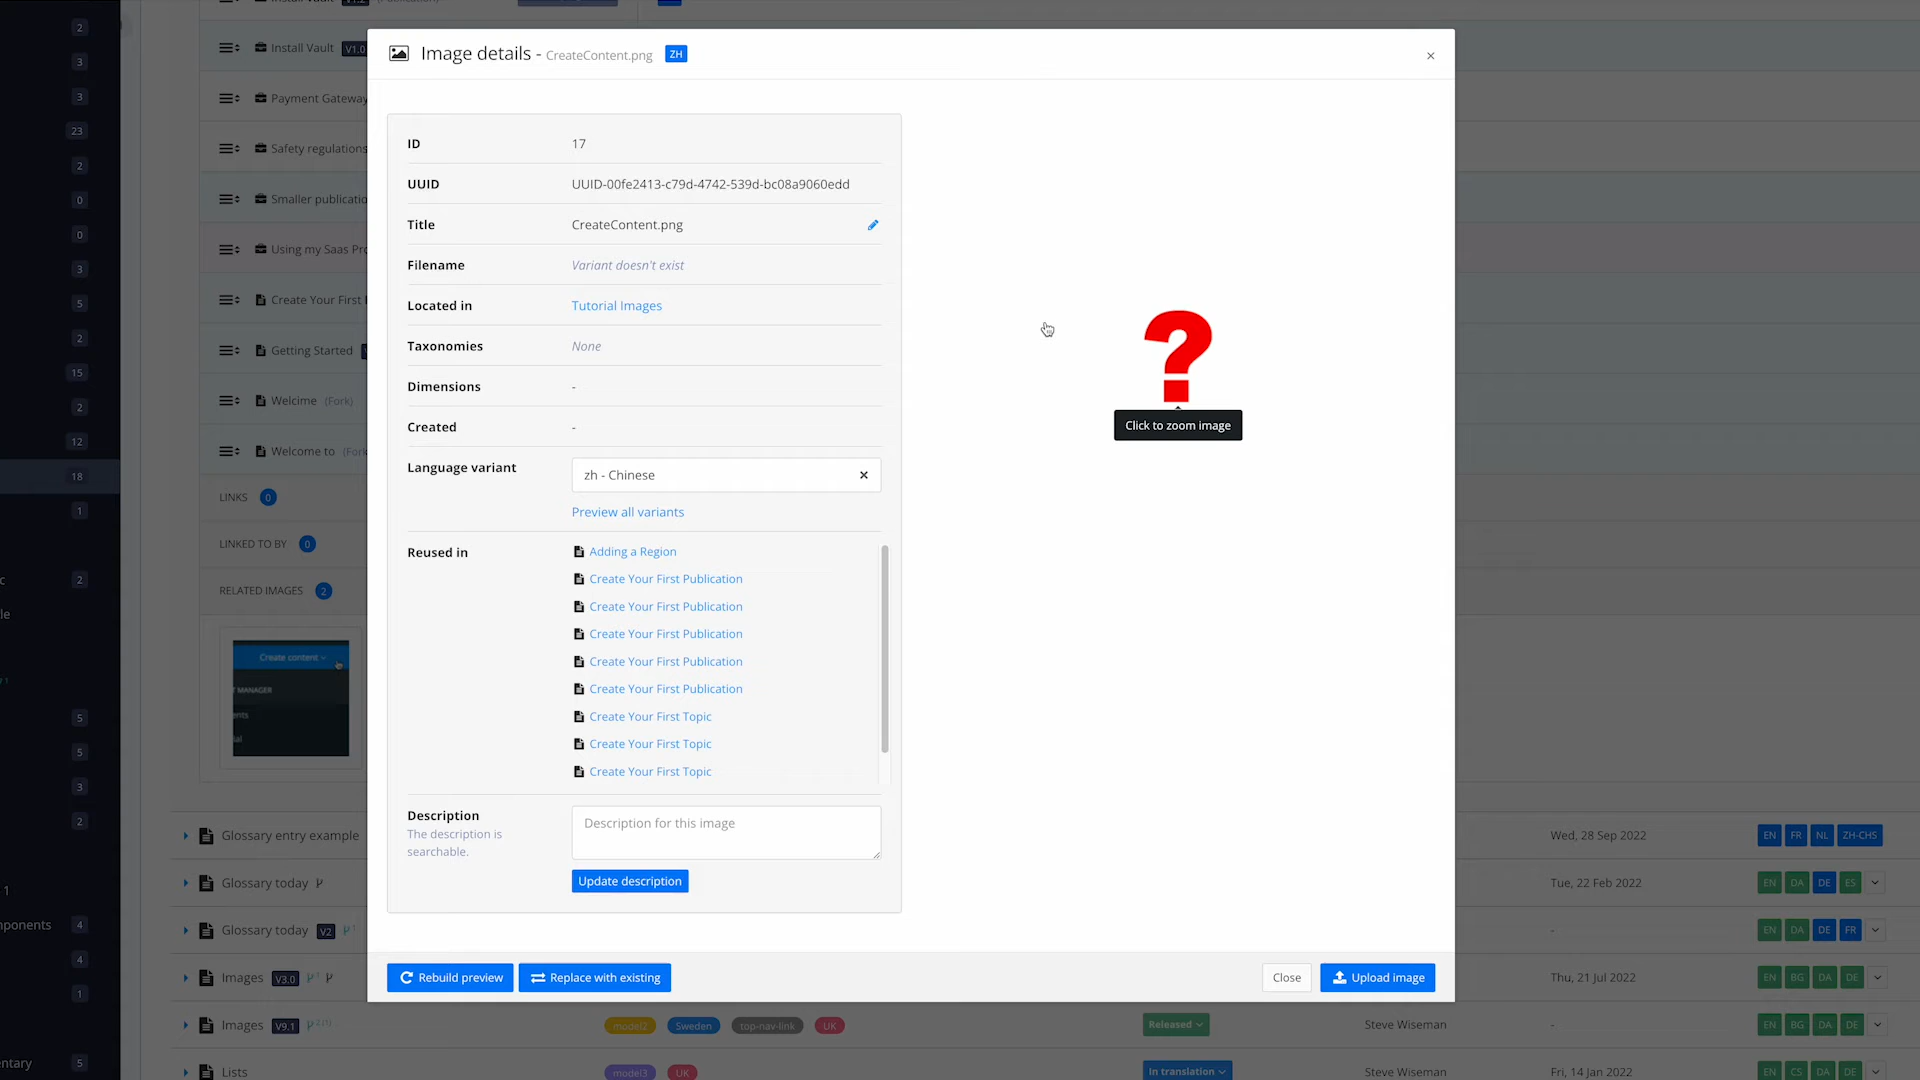 Image details - CreateContent.png ZH
ID 17
UUID UUID-00fe2413-c79d-4742-539d-bc08a9060edd
Title CreateContent.png
Filename Variant doesn't exist
Located in Tutorial Images
Taxonomies None
Dimensions -
Created -
Language variant zh - Chinese
Preview all variants
Reused in Adding a Region
Create Your First Publication
Create Your First Publication
Create Your First Publication
Create Your First Publication
Create Your First Publication
Create Your First Topic
Create Your First Topic
Create Your First Topic
Description Description for this image
The description is
searchable.
Update description
?
Click to zoom image
Rebuild preview Replace with existing Close Upload image
2
3
3
23
2
0
0
3
5
2
15
2
12
18
1
2
5
5
3
2
1
mponents 4
4
1
entary 5
Install Vault V1.0
Payment Gateway
Safety regulations
Smaller publicatio
Using my Saas Pro
Create Your First
Getting Started
Welcime (Fork)
Welcome to (Fork
LINKS 0
LINKED TO BY 0
RELATED IMAGES 2
Create content
T MANAGER
ents
ial
Glossary entry example Wed, 28 Sep 2022 EN FR NL ZH-CHS
Glossary today Tue, 22 Feb 2022 EN DA DE ES
Glossary today V2 1 - EN DA DE FR
Images V3.0 Thu, 21 Jul 2022 EN BG DA DE
Images V9.1 model2 Sweden top-nav-link UK Released Steve Wiseman - EN BG DA DE
Lists model3 UK In translation Steve Wiseman Fri, 14 Jan 2022 EN CS DA DE